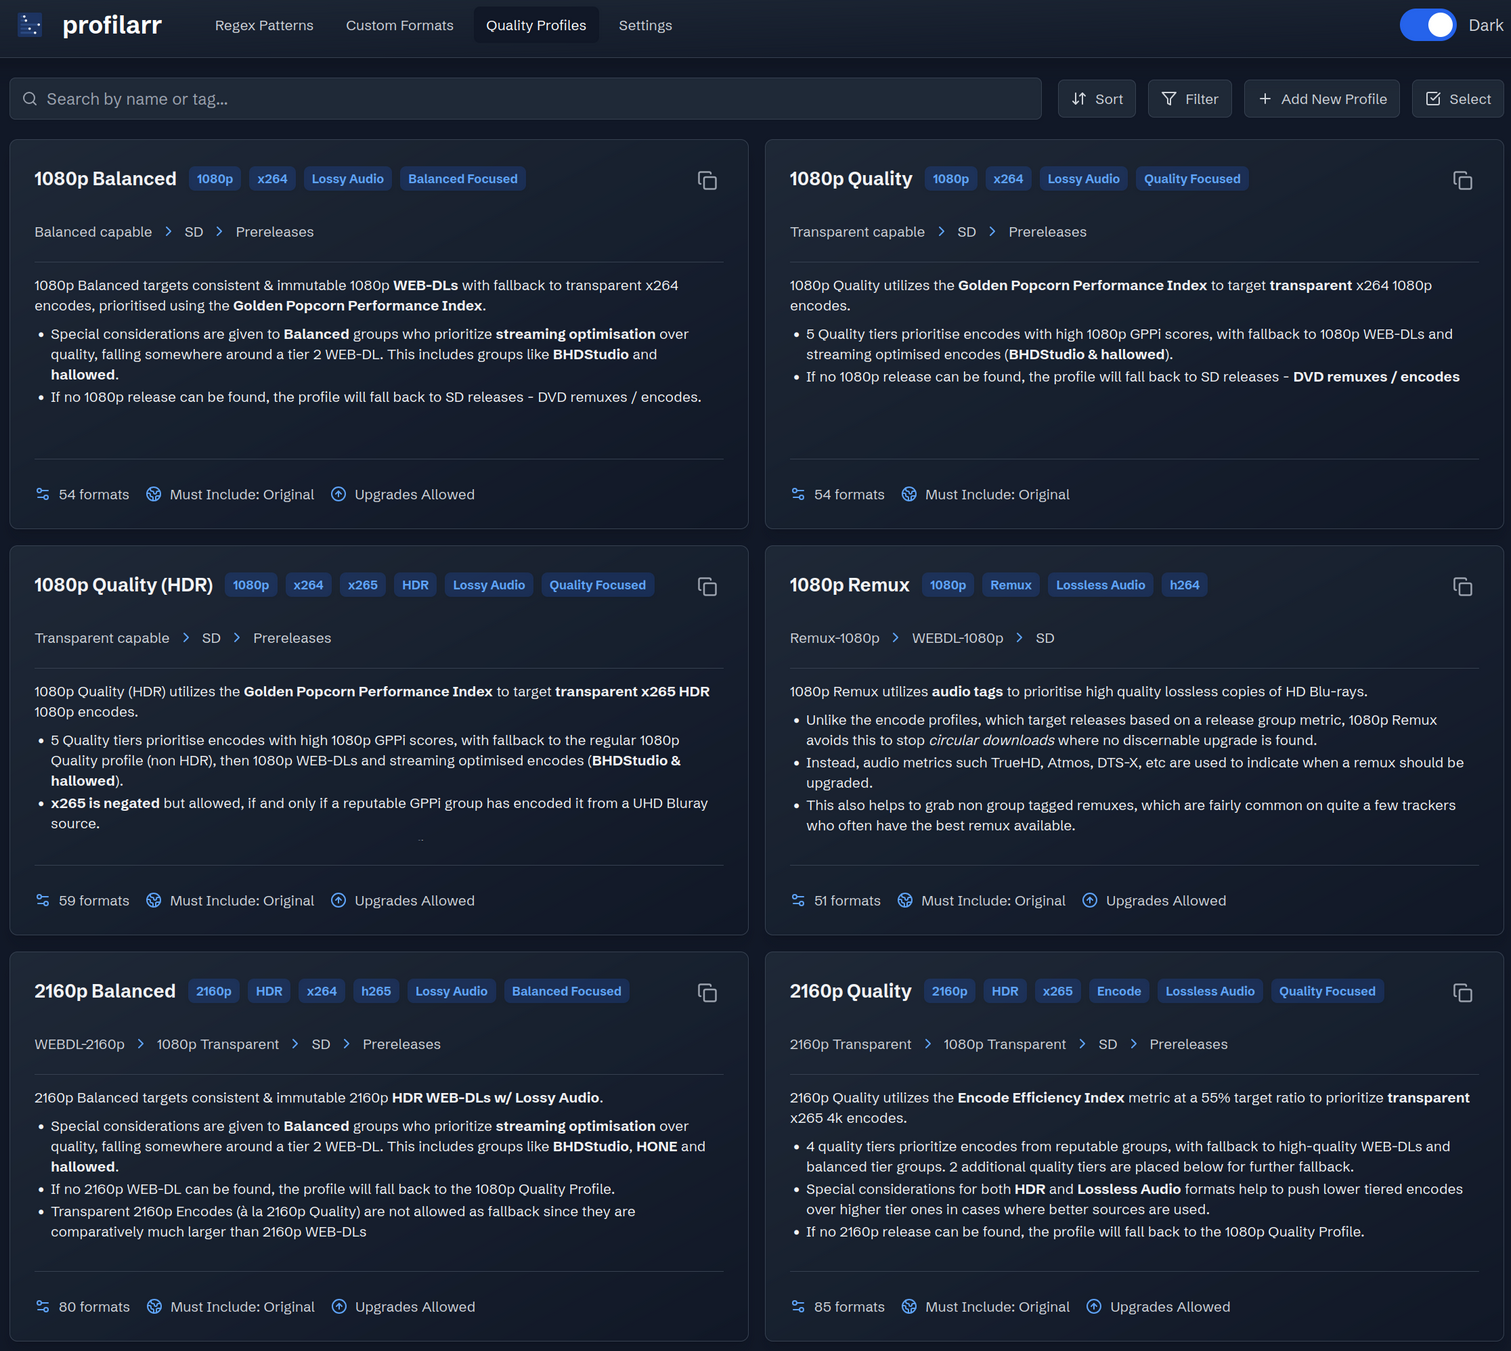 profilarr
Regex Patterns
Custom Formats
Quality Profiles
Settings
Dark
Search by name or tag...
Sort
Filter
Add New Profile
Select
1080p Balanced 1080p x264 Lossy Audio Balanced Focused
Balanced capable > SD > Prereleases
1080p Balanced targets consistent & immutable 1080p WEB-DLs with fallback to transparent x264
encodes, prioritised using the Golden Popcorn Performance Index.
• Special considerations are given to Balanced groups who prioritize streaming optimisation over
quality, falling somewhere around a tier 2 WEB-DL. This includes groups like BHDStudio and
hallowed.
• If no 1080p release can be found, the profile will fall back to SD releases - DVD remuxes / encodes.
54 formats Must Include: Original Upgrades Allowed
1080p Quality 1080p x264 Lossy Audio Quality Focused
Transparent capable > SD > Prereleases
1080p Quality utilizes the Golden Popcorn Performance Index to target transparent x264 1080p
encodes.
• 5 Quality tiers prioritise encodes with high 1080p GPPi scores, with fallback to 1080p WEB-DLs and
streaming optimised encodes (BHDStudio & hallowed).
• If no 1080p release can be found, the profile will fall back to SD releases - DVD remuxes / encodes
54 formats Must Include: Original
1080p Quality (HDR) 1080p x264 x265 HDR Lossy Audio Quality Focused
Transparent capable > SD > Prereleases
1080p Quality (HDR) utilizes the Golden Popcorn Performance Index to target transparent x265 HDR
1080p encodes.
• 5 Quality tiers prioritise encodes with high 1080p GPPi scores, with fallback to the regular 1080p
Quality profile (non HDR), then 1080p WEB-DLs and streaming optimised encodes (BHDStudio &
hallowed).
• x265 is negated but allowed, if and only if a reputable GPPi group has encoded it from a UHD Bluray
source.
59 formats Must Include: Original Upgrades Allowed
1080p Remux 1080p Remux Lossless Audio h264
Remux-1080p > WEBDL-1080p > SD
1080p Remux utilizes audio tags to prioritise high quality lossless copies of HD Blu-rays.
• Unlike the encode profiles, which target releases based on a release group metric, 1080p Remux
avoids this to stop circular downloads where no discernable upgrade is found.
• Instead, audio metrics such TrueHD, Atmos, DTS-X, etc are used to indicate when a remux should be
upgraded.
• This also helps to grab non group tagged remuxes, which are fairly common on quite a few trackers
who often have the best remux available.
51 formats Must Include: Original Upgrades Allowed
2160p Balanced 2160p HDR x264 h265 Lossy Audio Balanced Focused
WEBDL-2160p > 1080p Transparent > SD > Prereleases
2160p Balanced targets consistent & immutable 2160p HDR WEB-DLs w/ Lossy Audio.
• Special considerations are given to Balanced groups who prioritize streaming optimisation over
quality, falling somewhere around a tier 2 WEB-DL. This includes groups like BHDStudio, HONE and
hallowed.
• If no 2160p WEB-DL can be found, the profile will fall back to the 1080p Quality Profile.
• Transparent 2160p Encodes (à la 2160p Quality) are not allowed as fallback since they are
comparatively much larger than 2160p WEB-DLs
80 formats Must Include: Original Upgrades Allowed
2160p Quality 2160p HDR x265 Encode Lossless Audio Quality Focused
2160p Transparent > 1080p Transparent > SD > Prereleases
2160p Quality utilizes the Encode Efficiency Index metric at a 55% target ratio to prioritize transparent
x265 4k encodes.
• 4 quality tiers prioritize encodes from reputable groups, with fallback to high-quality WEB-DLs and
balanced tier groups. 2 additional quality tiers are placed below for further fallback.
• Special considerations for both HDR and Lossless Audio formats help to push lower tiered encodes
over higher tier ones in cases where better sources are used.
• If no 2160p release can be found, the profile will fall back to the 1080p Quality Profile.
85 formats Must Include: Original Upgrades Allowed